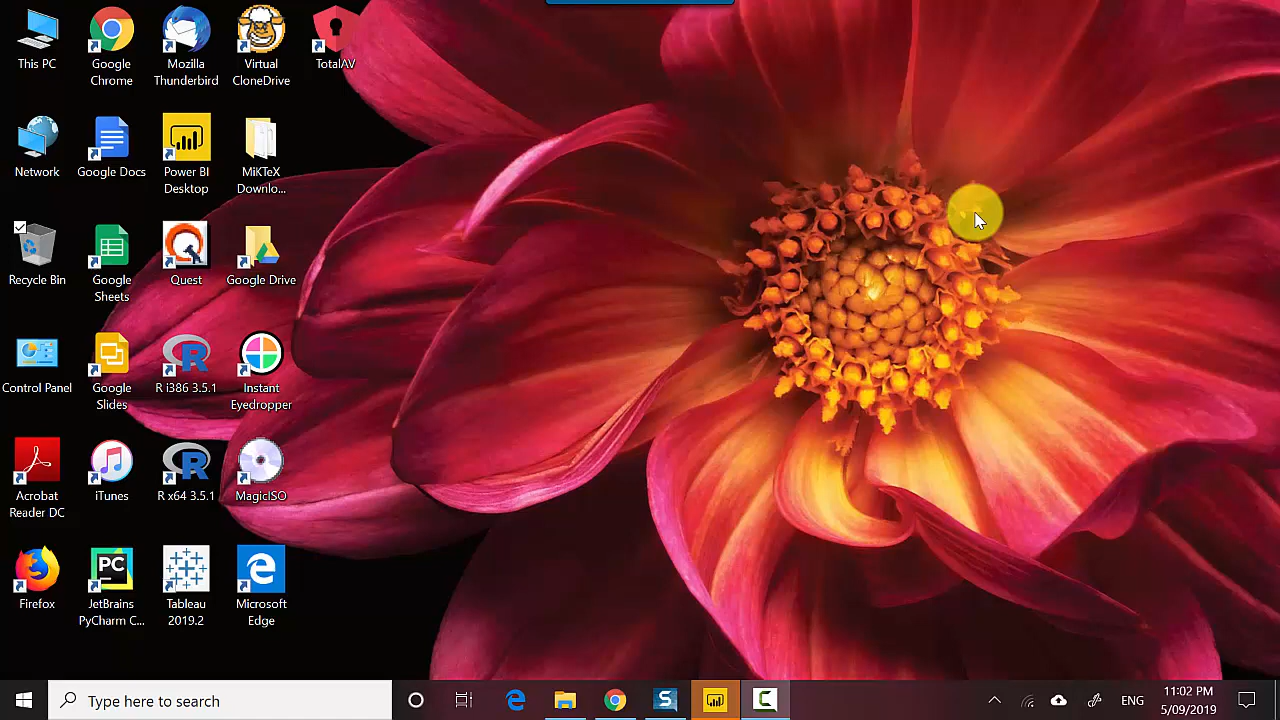 This PC
Google
Chrome
Mozilla
Thunderbird
Virtual
CloneDrive
TotalAV
Network
Google Docs
Power BI
Desktop
MiKTeX
Downlo...
Recycle Bin
Google
Sheets
Quest
Google Drive
Control Panel
Google
Slides
R i386 3.5.1
Instant
Eyedropper
Acrobat
Reader DC
iTunes
R x64 3.5.1
MagicISO
Firefox
PC
JetBrains
PyCharm C...
Tableau
2019.2
Microsoft
Edge
Type here to search
ENG
11:02 PM
5/09/2019